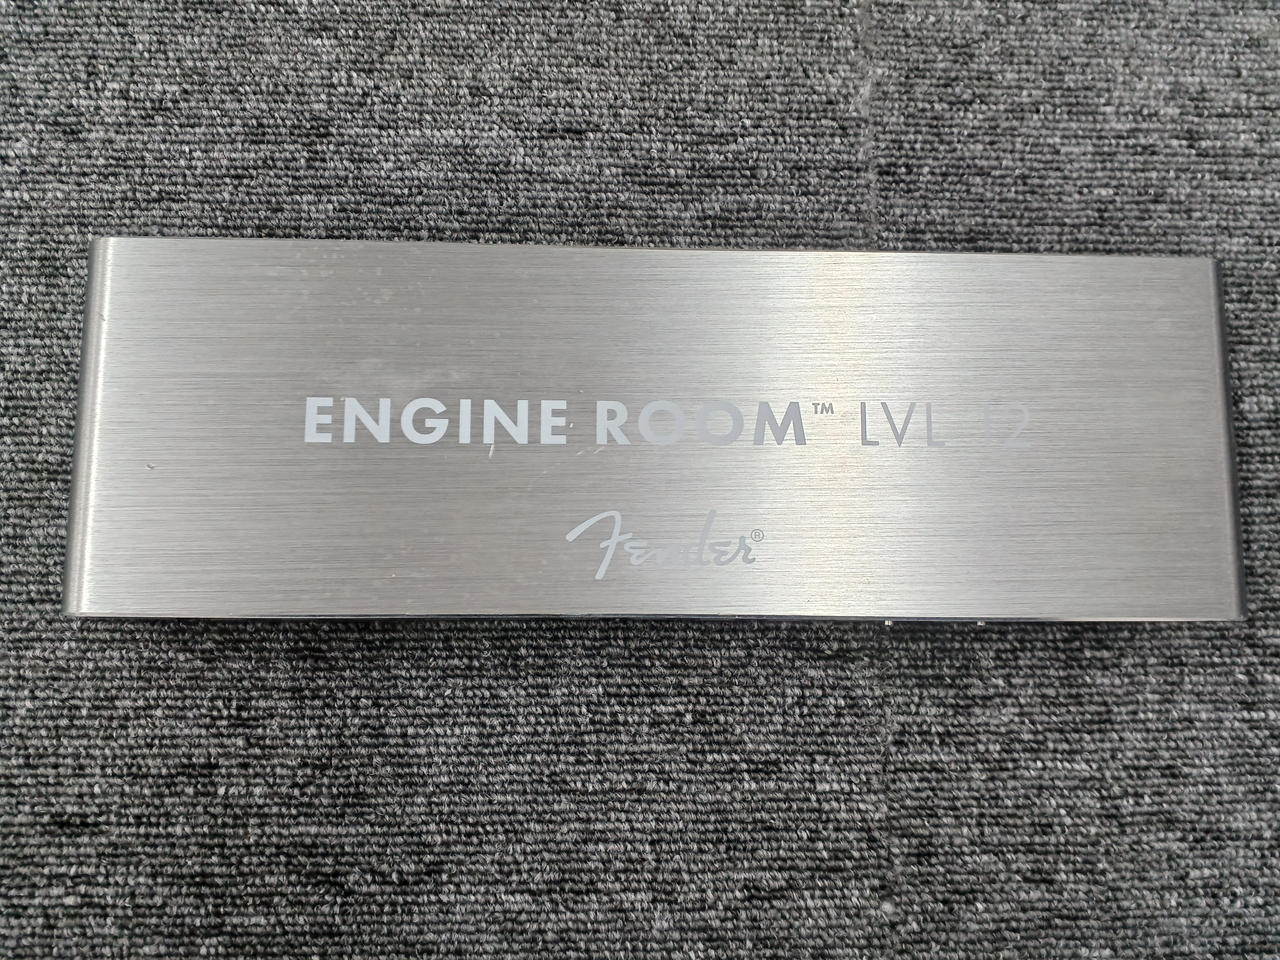 ENGINE ROOM™ LVL 12
Fender®